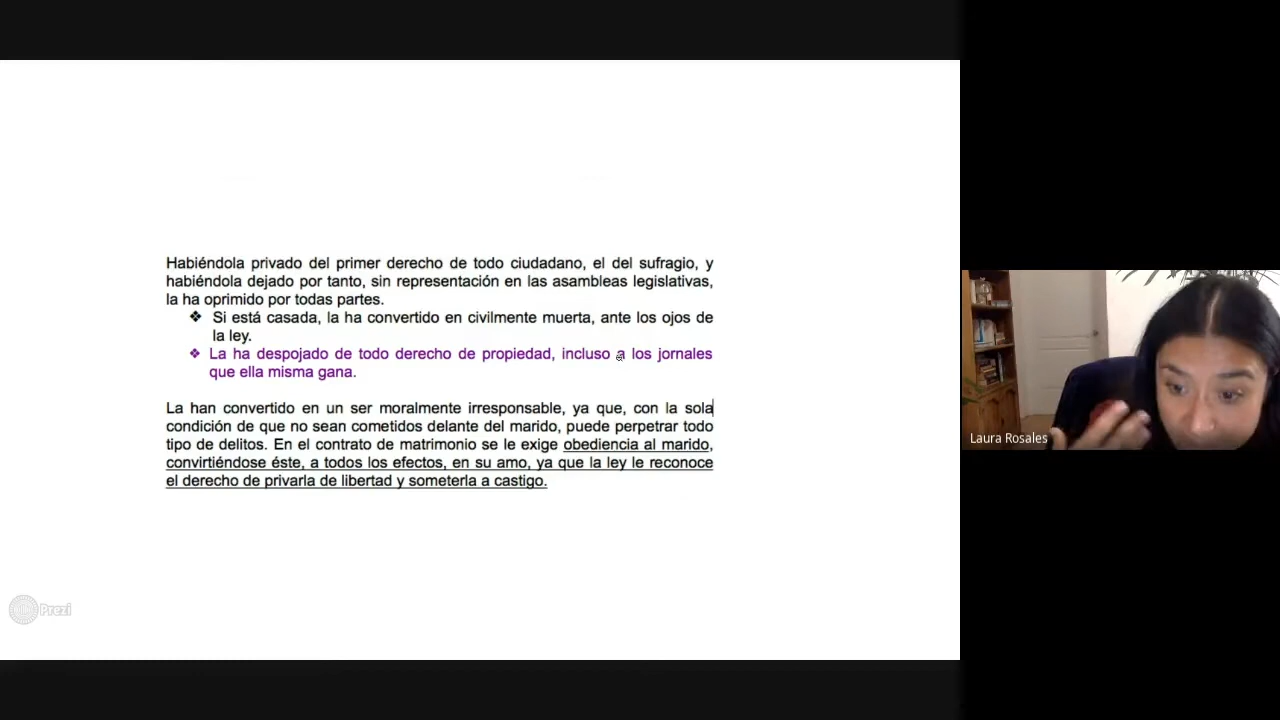 Habiéndola privado del primer derecho de todo ciudadano, el del sufragio, y
habiéndola dejado por tanto, sin representación en las asambleas legislativas,
la ha oprimido por todas partes.
❖ Si está casada, la ha convertido en civilmente muerta, ante los ojos de
la ley.
❖ La ha despojado de todo derecho de propiedad, incluso a los jornales
que ella misma gana.
La han convertido en un ser moralmente irresponsable, ya que, con la sola
condición de que no sean cometidos delante del marido, puede perpetrar todo
tipo de delitos. En el contrato de matrimonio se le exige obediencia al marido,
convirtiéndose éste, a todos los efectos, en su amo, ya que la ley le reconoce
el derecho de privarla de libertad y someterla a castigo.
Prezi
Laura Rosales